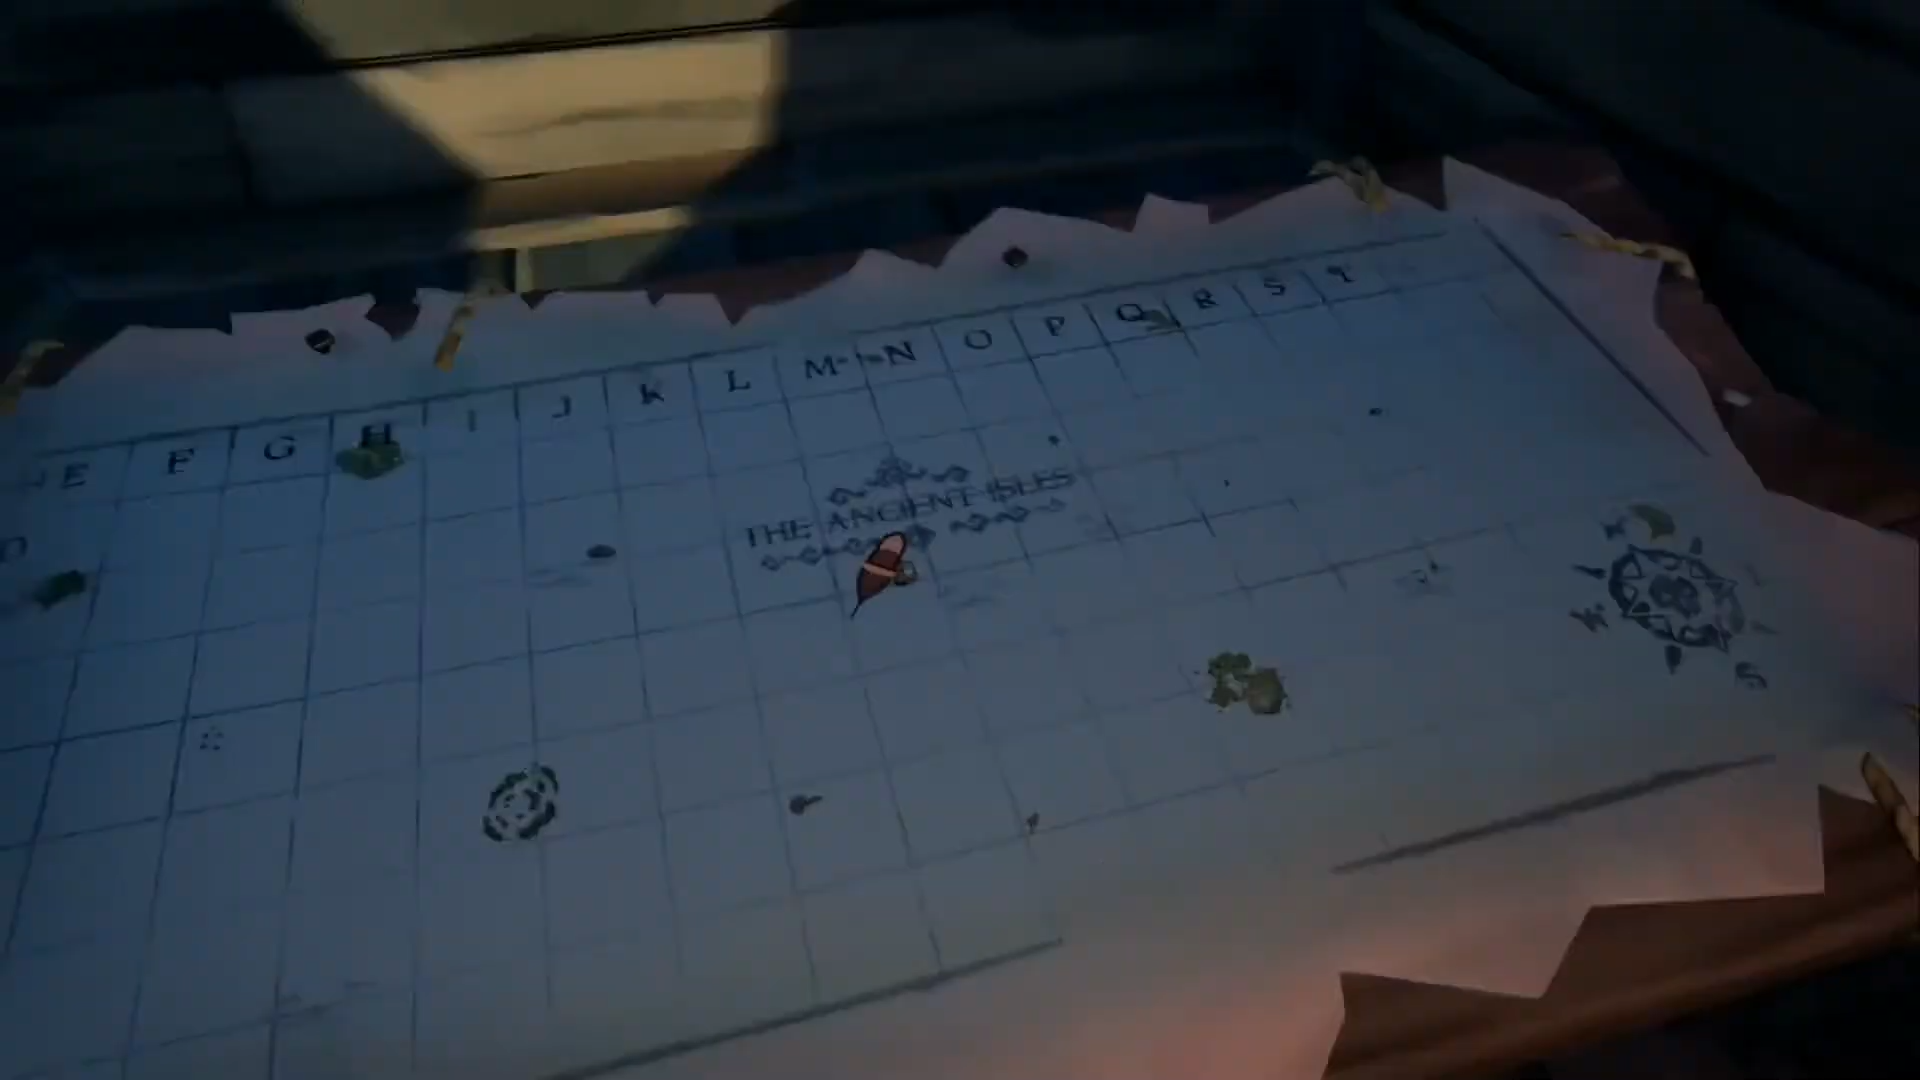 E F G H I J K L M N O P Q R S
THE ANCIENT ISLES
W
S